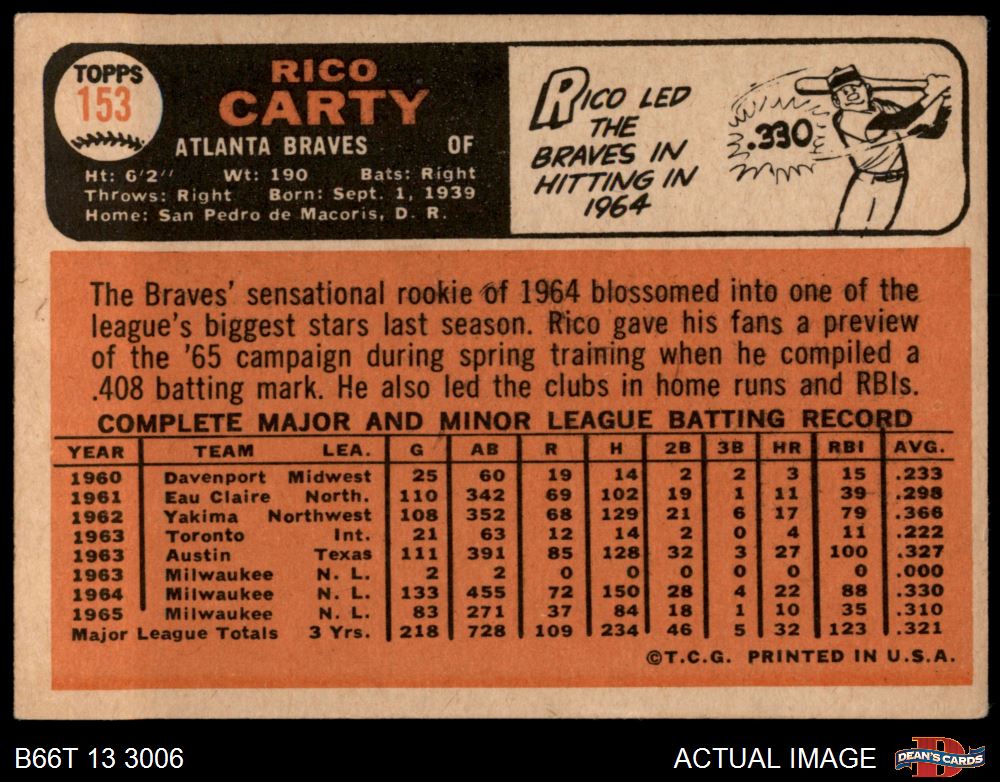 TOPPS
153
RICO
CARTY
ATLANTA BRAVES OF
Ht: 6'2" Wt: 190 Bats: Right
Throws: Right Born: Sept. 1, 1939
Home: San Pedro de Macoris, D. R.
RICO LED
THE
BRAVES IN
HITTING IN
1964
.330
The Braves' sensational rookie of 1964 blossomed into one of the
league's biggest stars last season. Rico gave his fans a preview
of the '65 campaign during spring training when he compiled a
.408 batting mark. He also led the clubs in home runs and RBIs.
COMPLETE MAJOR AND MINOR LEAGUE BATTING RECORD
YEAR TEAM LEA. G AB R H 2B 3B HR RBI AVG.
1960 Davenport Midwest 25 60 19 14 2 2 3 15 .233
1961 Eau Claire North. 110 342 69 102 19 1 11 39 .298
1962 Yakima Northwest 108 352 68 129 21 6 17 79 .366
1963 Toronto Int. 21 63 12 14 2 0 4 11 .222
1963 Austin Texas 111 391 85 128 32 3 27 100 .327
1963 Milwaukee N. L. 2 2 0 0 0 0 0 0 .000
1964 Milwaukee N. L. 133 455 72 150 28 4 22 88 .330
1965 Milwaukee N. L. 83 271 37 84 18 1 10 35 .310
Major League Totals 3 Yrs. 218 728 109 234 46 5 32 123 .321
©T.C.G. PRINTED IN U.S.A.
B66T 13 3006
ACTUAL IMAGE
D
DEAN'S CARDS